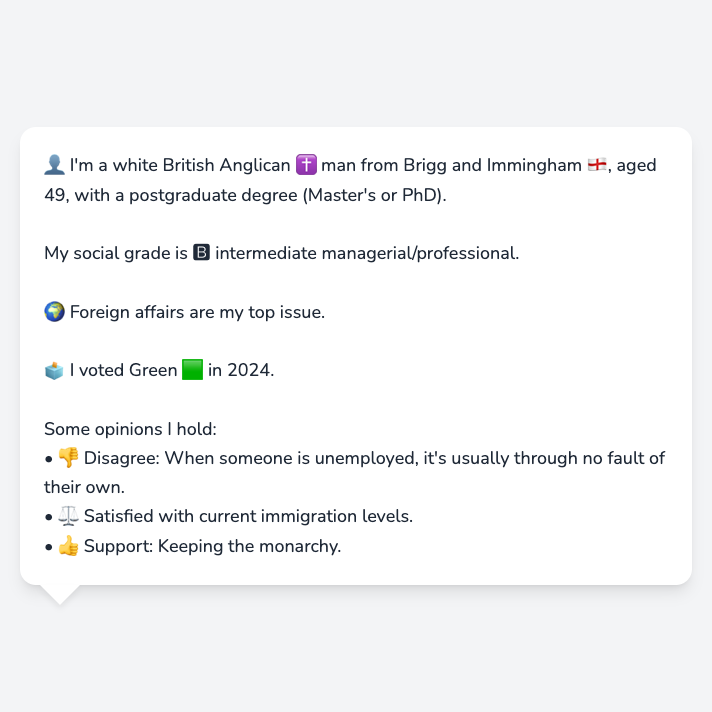 👤 I'm a white British Anglican ✝️ man from Brigg and Immingham 🏴󠁧󠁢󠁥󠁮󠁧󠁿, aged
49, with a postgraduate degree (Master's or PhD).
My social grade is 🅱 intermediate managerial/professional.
🌍 Foreign affairs are my top issue.
🗳️ I voted Green 🟩 in 2024.
Some opinions I hold:
• 👎 Disagree: When someone is unemployed, it's usually through no fault of
their own.
• ⚖️ Satisfied with current immigration levels.
• 👍 Support: Keeping the monarchy.